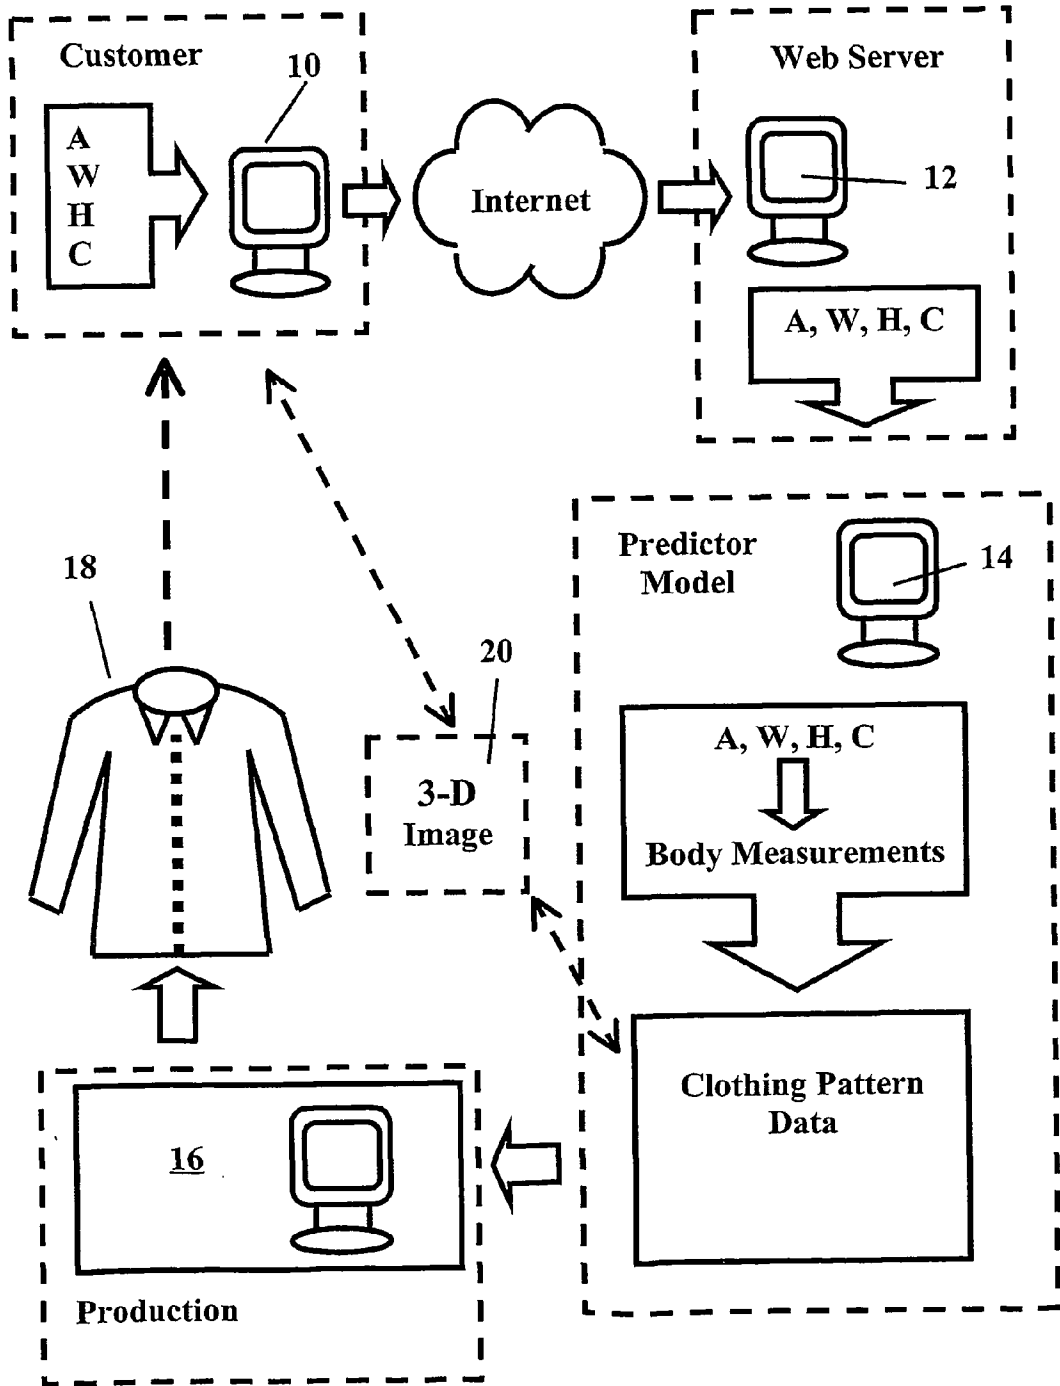 Customer
10
A
W
H
C
Internet
Web Server
12
A, W, H, C
Predictor
Model
14
A, W, H, C
Body Measurements
Clothing Pattern
Data
18
20
3-D
Image
16
Production